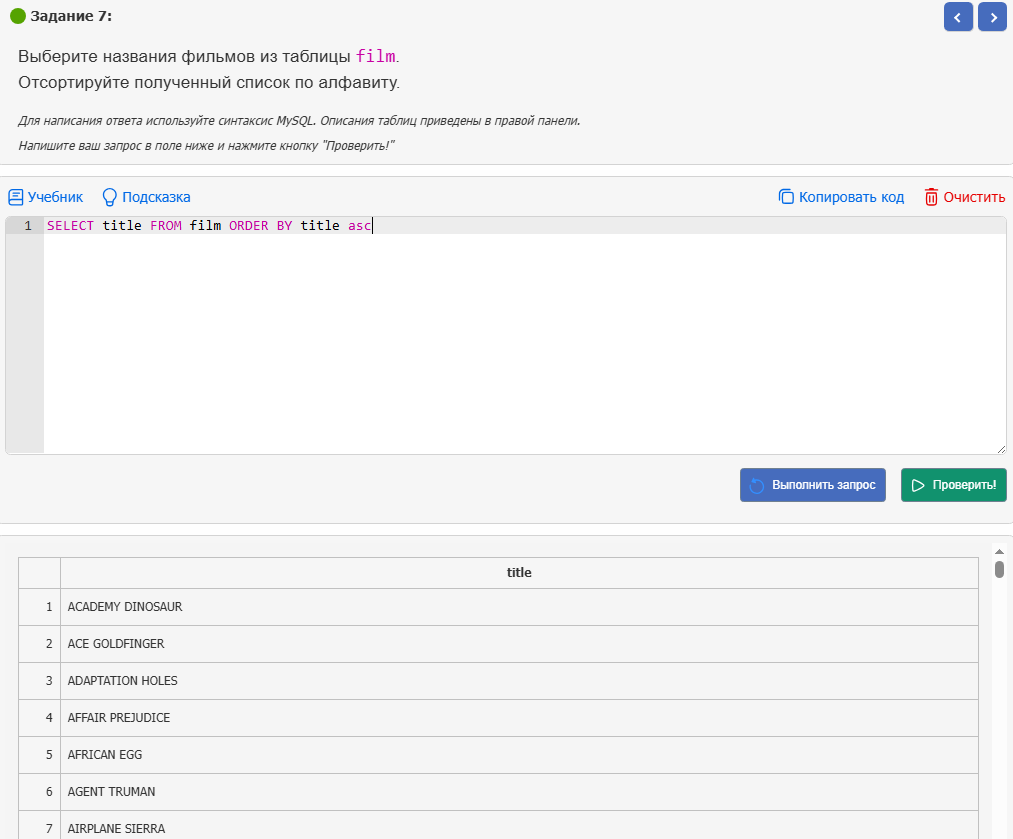 Задание 7:
Выберите названия фильмов из таблицы film.
Отсортируйте полученный список по алфавиту.
Для написания ответа используйте синтаксис MySQL. Описания таблиц приведены в правой панели.
Напишите ваш запрос в поле ниже и нажмите кнопку "Проверить!"
Учебник Подсказка Копировать код Очистить
1 SELECT title FROM film ORDER BY title asc
Выполнить запрос Проверить!
title
1 ACADEMY DINOSAUR
2 ACE GOLDFINGER
3 ADAPTATION HOLES
4 AFFAIR PREJUDICE
5 AFRICAN EGG
6 AGENT TRUMAN
7 AIRPLANE SIERRA